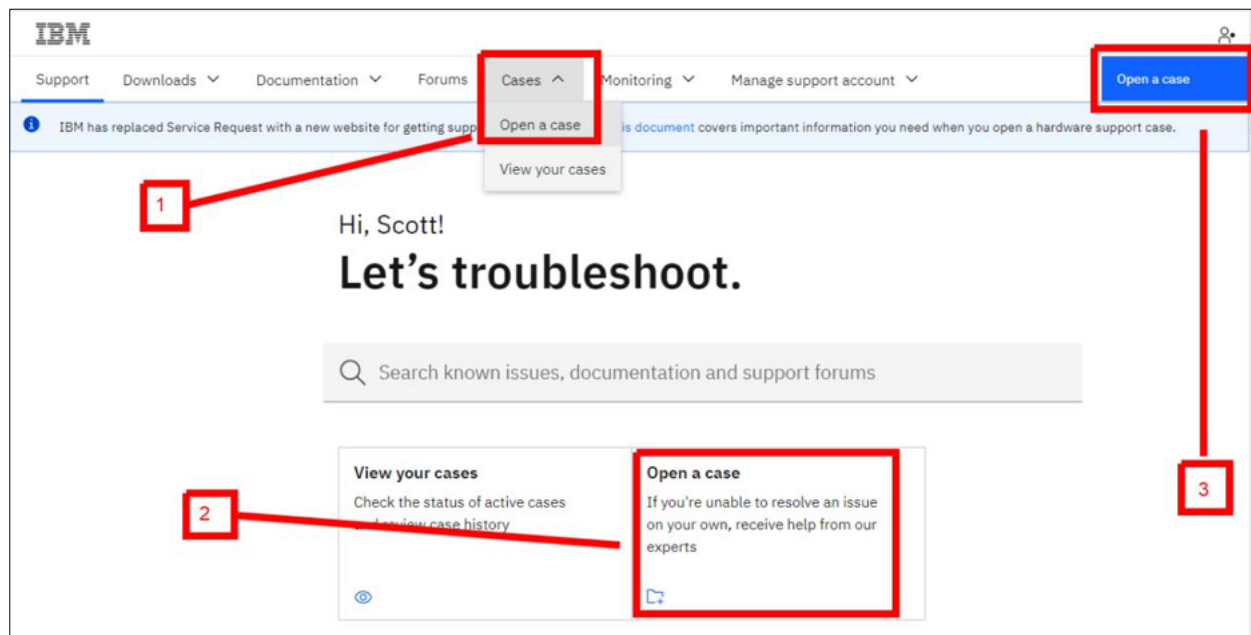 IBM
Support Downloads Documentation Forums Cases Monitoring Manage support account Open a case
IBM has replaced Service Request with a new website for getting supp is document covers important information you need when you open a hardware support case.
Open a case
View your cases
1
Hi, Scott!
Let's troubleshoot.
Search known issues, documentation and support forums
View your cases
Check the status of active cases
and review case history
Open a case
If you're unable to resolve an issue
on your own, receive help from our
experts
2
3